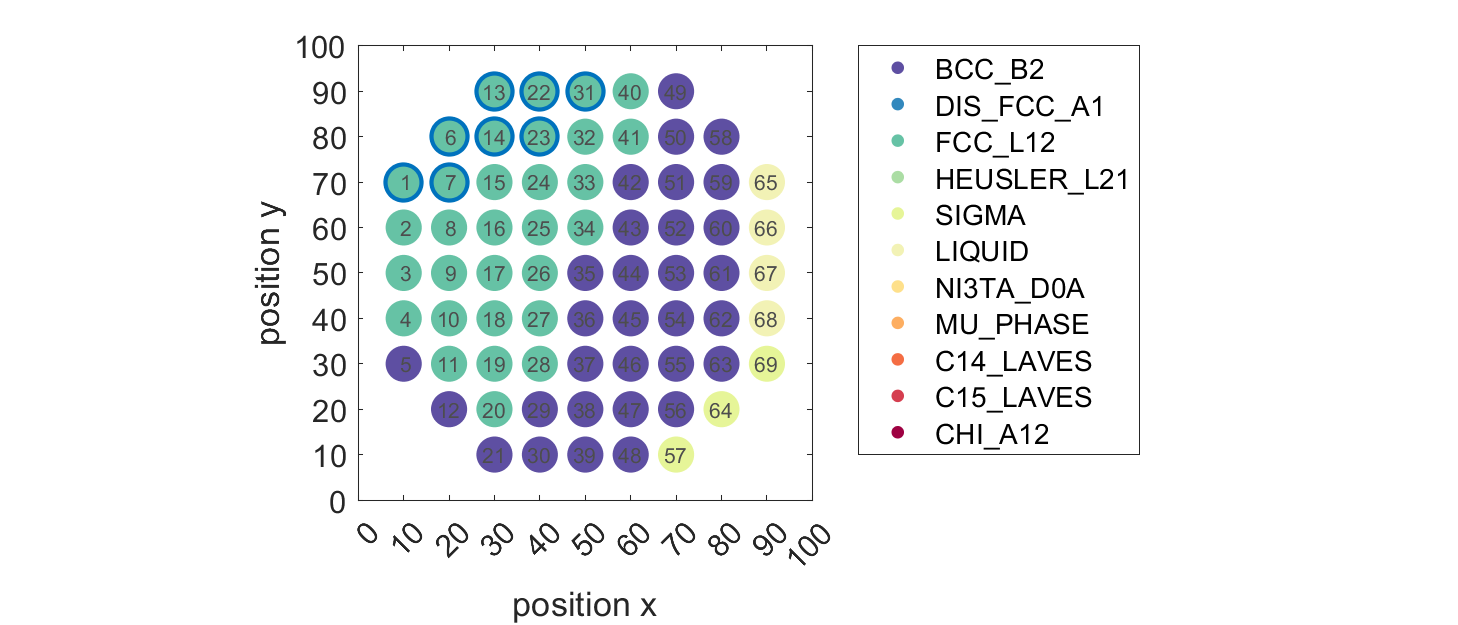 100
90
80
70
60
50
40
30
20
10
0
position y
13 22 31 40 49
6 14 23 32 41 50 58
1 7 15 24 33 42 51 59 65
2 8 16 25 34 43 52 60 66
3 9 17 26 35 44 53 61 67
4 10 18 27 36 45 54 62 68
5 11 19 28 37 46 55 63 69
12 20 29 38 47 56 64
21 30 39 48 57
0 10 20 30 40 50 60 70 80 90 100
position x
BCC_B2
DIS_FCC_A1
FCC_L12
HEUSLER_L21
SIGMA
LIQUID
NI3TA_D0A
MU_PHASE
C14_LAVES
C15_LAVES
CHI_A12